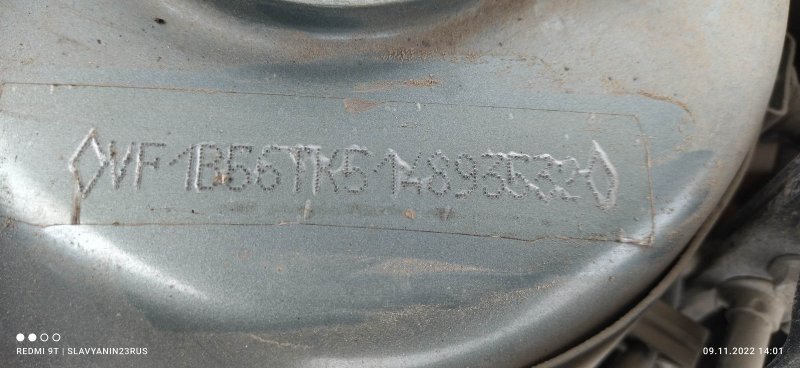 ◊VF1B56TK514893532◊
REDMI 9T | SLAVYANIN23RUS
09.11.2022 14:01